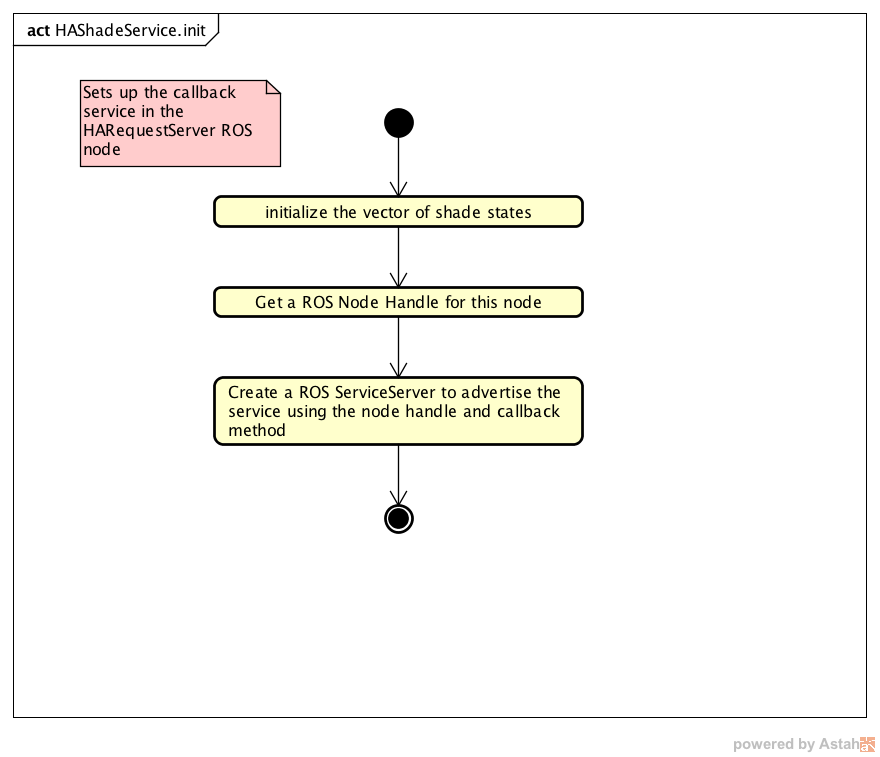 act HAShadeService.init
Sets up the callback
service in the
HARequestServer ROS
node
initialize the vector of shade states
Get a ROS Node Handle for this node
Create a ROS ServiceServer to advertise the
service using the node handle and callback
method
powered by Astah